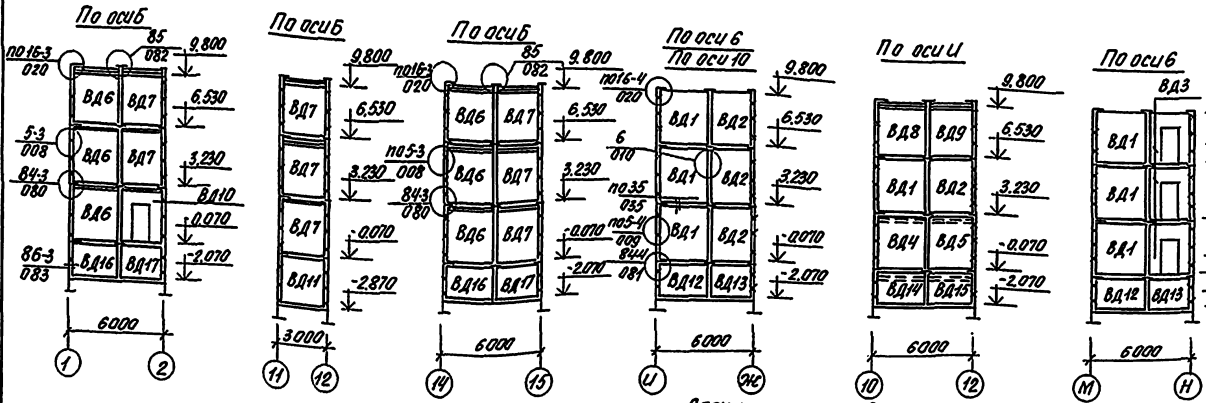 По оси Б
по 16-3
020
85
082
9.800
ВД6
ВД7
6.530
5-3
008
ВД6
ВД7
3.230
84-3
080
ВД10
ВД6
0.070
86-3
083
ВД16
ВД17
-2.070
6000
1
2
По оси Б
9.800
ВД7
6.530
ВД7
3.230
ВД7
-0.070
ВД11
-2.870
3000
11
12
По оси Б
по 16-3
020
85
082
9.800
ВД6
ВД7
6.530
по 5-3
008
ВД6
ВД7
3.230
84-3
080
ВД6
ВД7
-0.070
ВД16
ВД17
-2.070
6000
14
15
По оси 6
По оси 10
по 16-4
020
9.800
ВД1
ВД2
6.530
6
010
ВД1
ВД2
3.230
по 35
035
по 5-4
009
ВД1
ВД2
-0.070
844
081
ВД12
ВД13
-2.070
6000
И
Ж
По оси И
9.800
ВД8
ВД9
6.530
ВД1
ВД2
3.230
ВД4
ВД5
-0.070
ВД14
ВД15
-2.070
6000
10
12
По оси 6
ВД3
ВД1
ВД1
ВД1
ВД12
ВД13
6000
М
Н